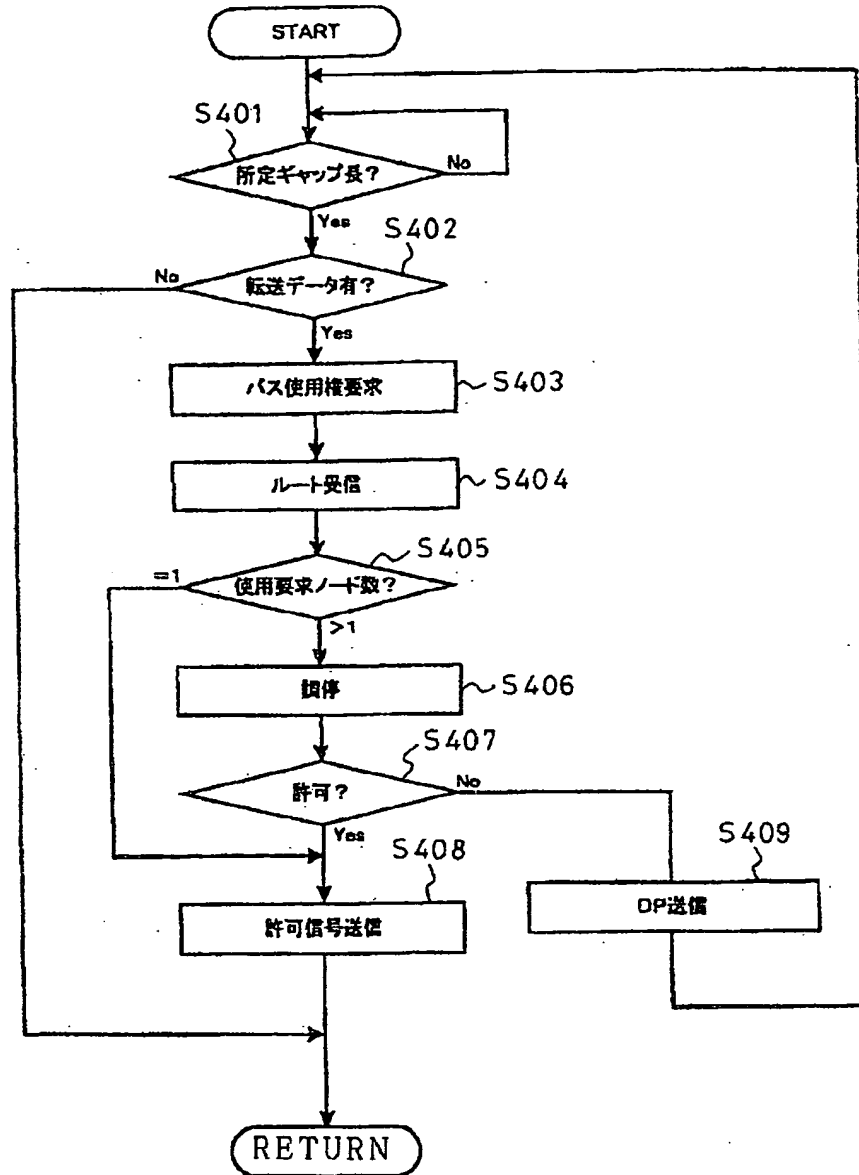 START
S401
所定ギャップ長?
No
Yes
S402
No
転送データ有?
Yes
バス使用権要求
S403
ルート受信
S404
S405
=1
使用要求ノード数?
>1
調停
S406
S407
許可?
No
Yes
S408
S409
許可信号送信
DP送信
RETURN